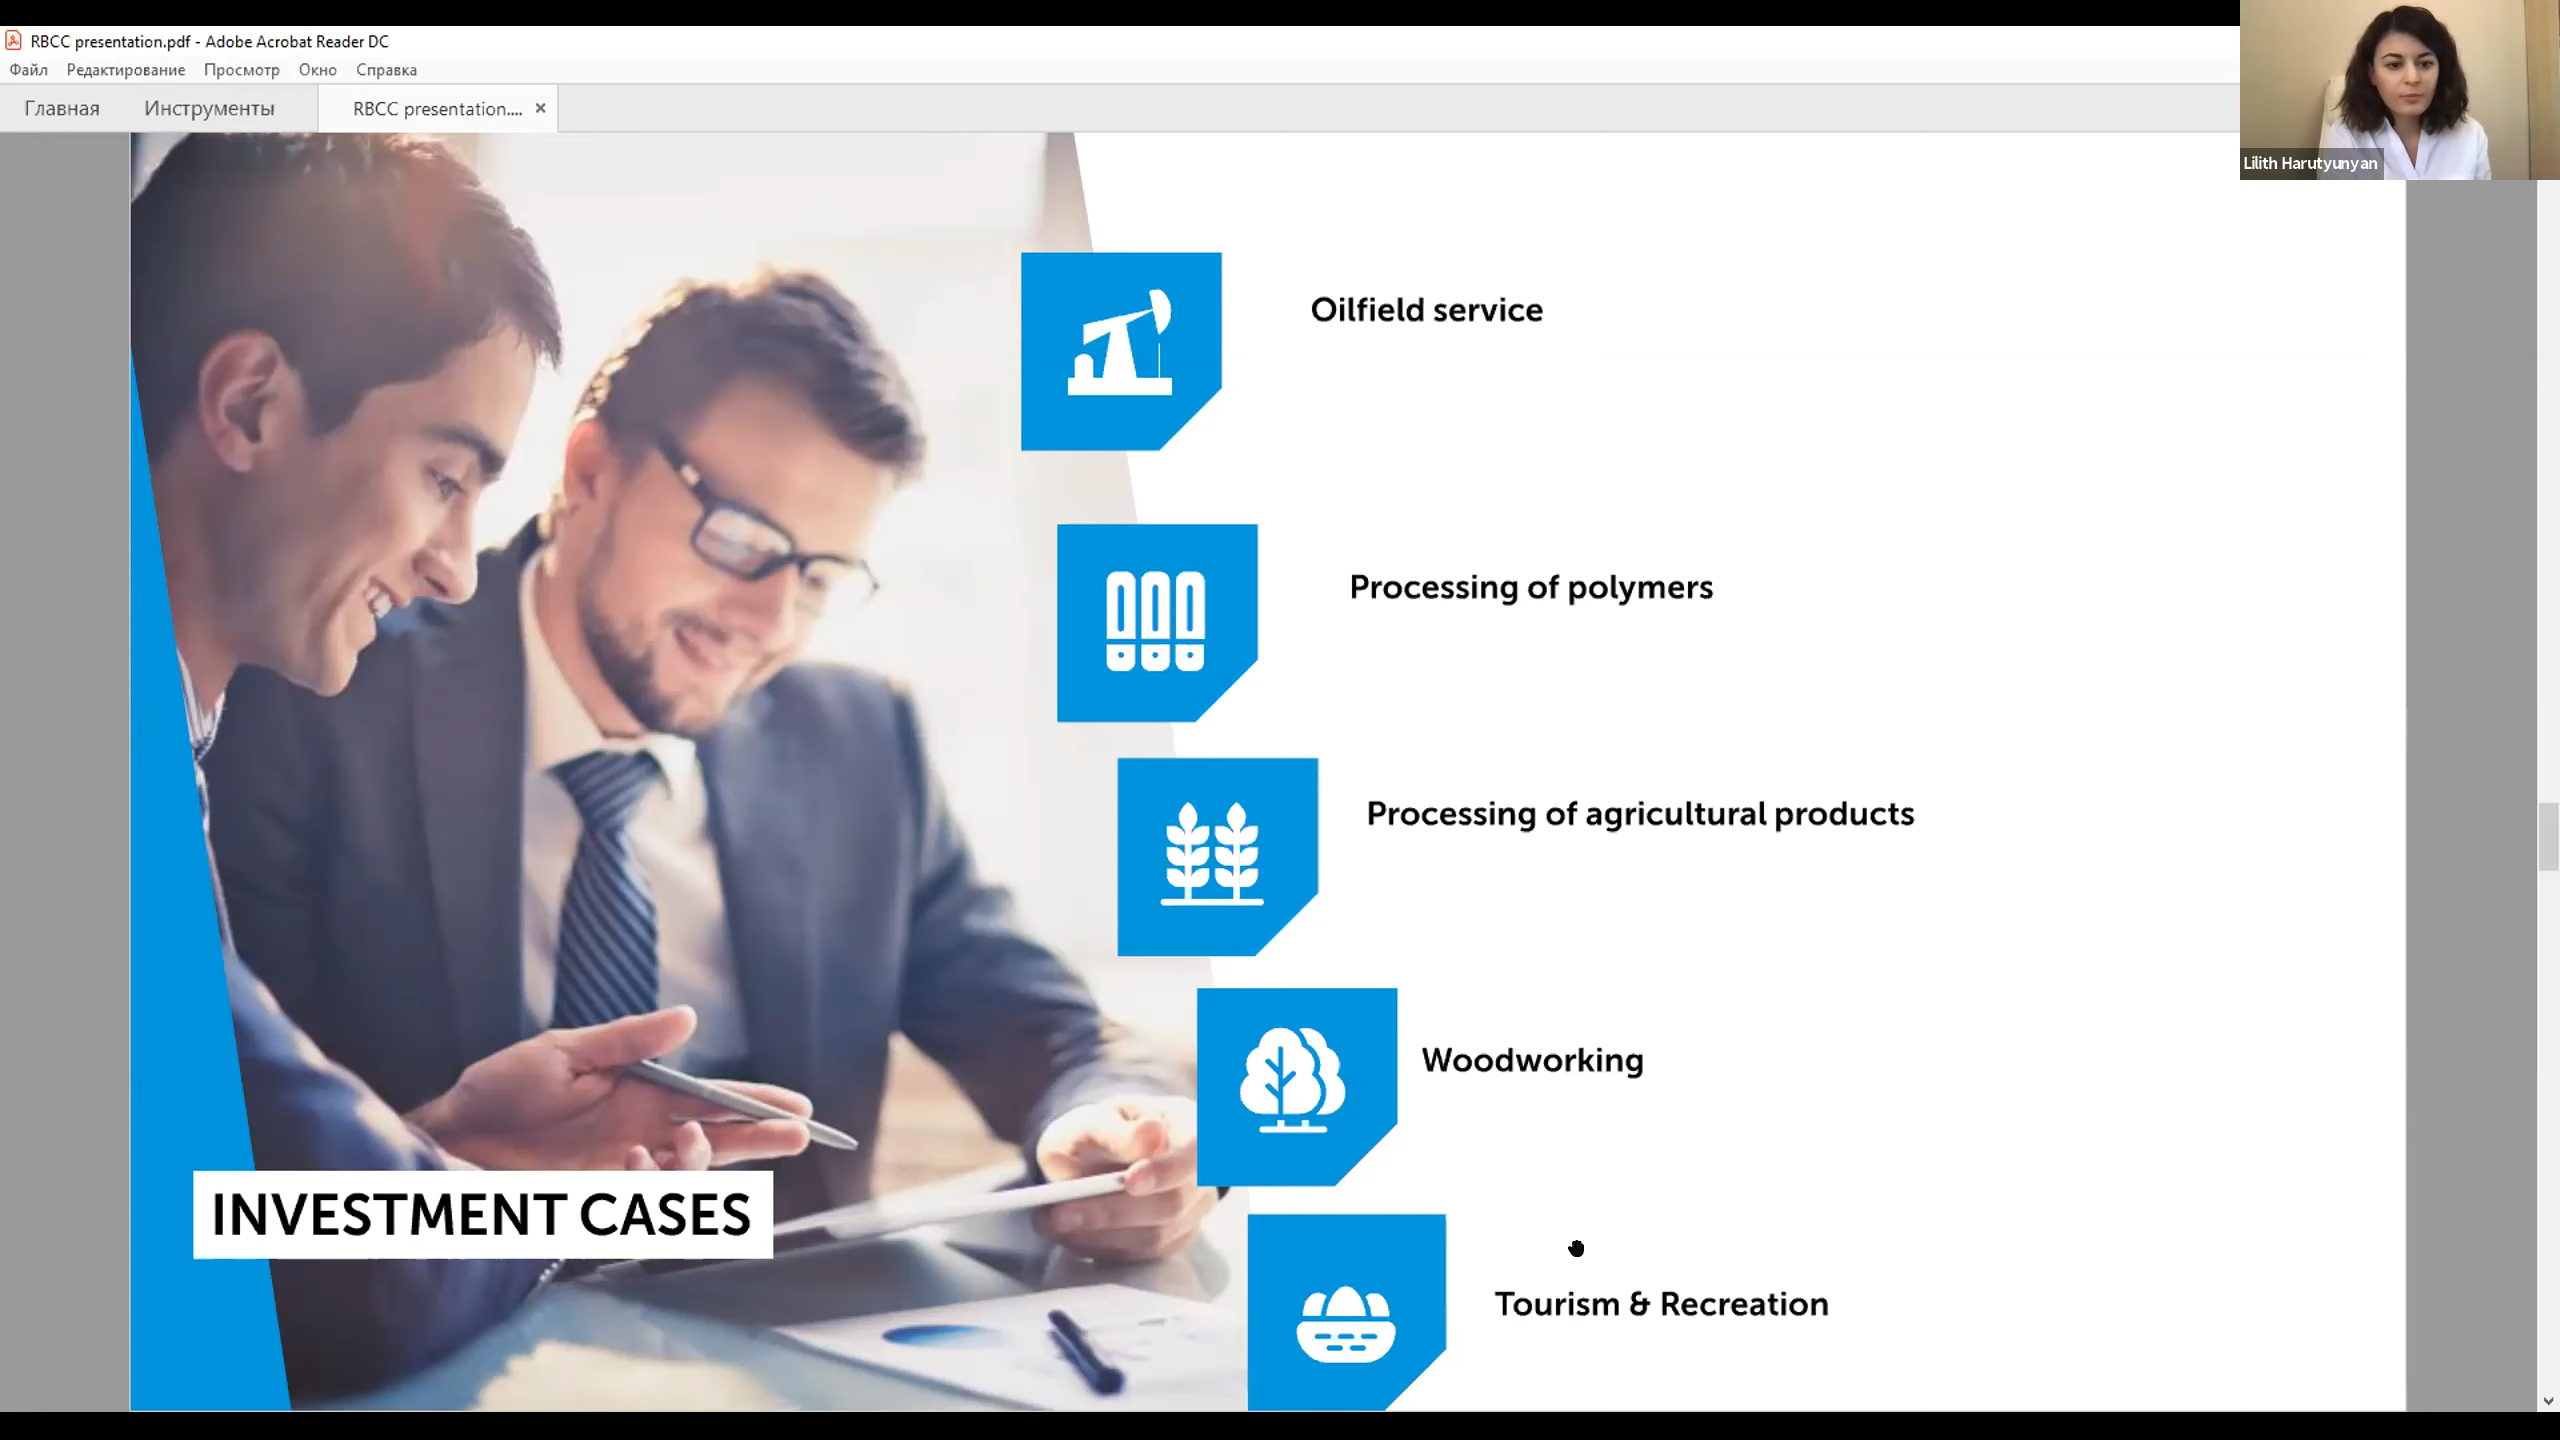 RBCC presentation.pdf - Adobe Acrobat Reader DC
Файл Редактирование Просмотр Окно Справка
Главная Инструменты RBCC presentation....
Lilith Harutyunyan
Oilfield service
Processing of polymers
Processing of agricultural products
Woodworking
INVESTMENT CASES
Tourism & Recreation